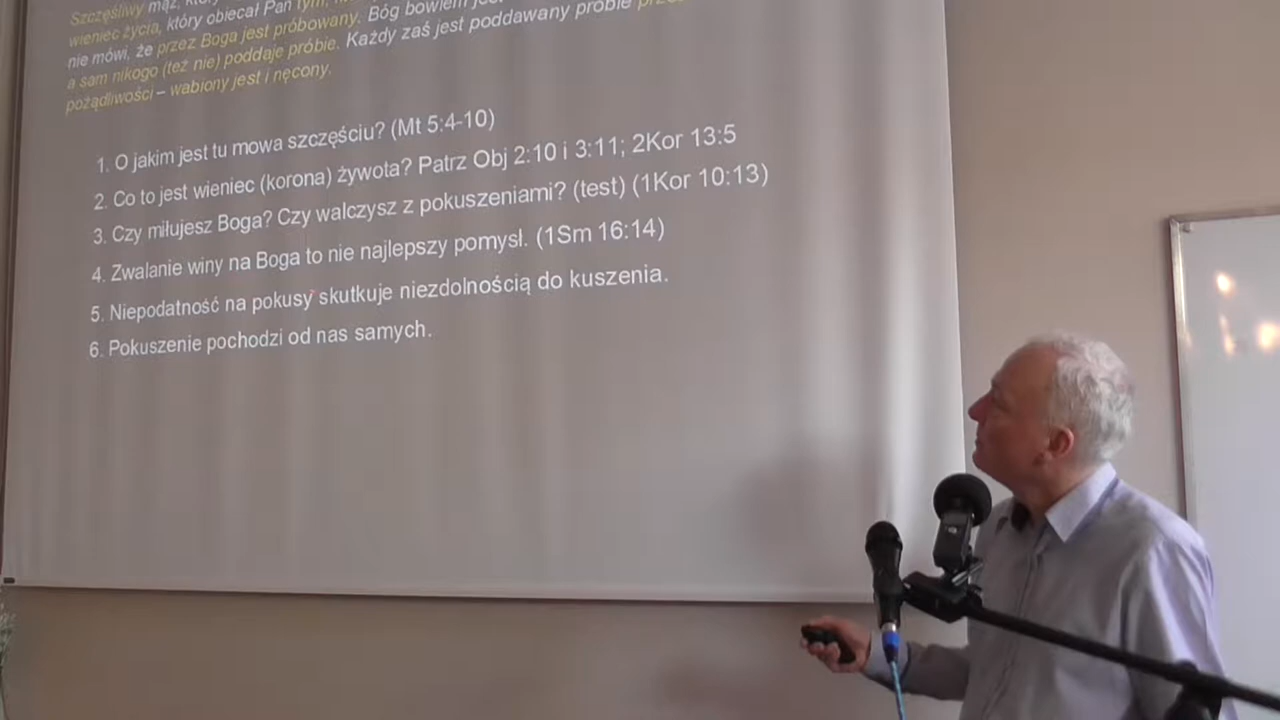 Szczęśliwy mąż,
wieniec życia, który obiecał Pan tym,
nie mówi, że przez Boga jest próbowany. Bóg bowiem
a sam nikogo (też nie) poddaje próbie. Każdy zaś jest poddawany próbie
pożądliwości – wabiony jest i nęcony.
1. O jakim jest tu mowa szczęściu? (Mt 5:4-10)
2. Co to jest wieniec (korona) żywota? Patrz Obj 2:10 i 3:11; 2Kor 13:5
3. Czy miłujesz Boga? Czy walczysz z pokuszeniami? (test) (1Kor 10:13)
4. Zwalanie winy na Boga to nie najlepszy pomysł. (1Sm 16:14)
5. Niepodatność na pokusy skutkuje niezdolnością do kuszenia.
6. Pokuszenie pochodzi od nas samych.